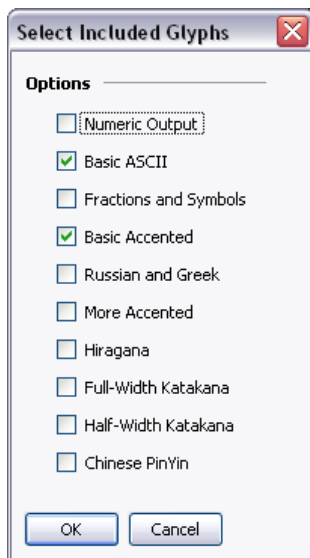 Select Included Glyphs
Options
Numeric Output
Basic ASCII
Fractions and Symbols
Basic Accented
Russian and Greek
More Accented
Hiragana
Full-Width Katakana
Half-Width Katakana
Chinese PinYin
OK Cancel